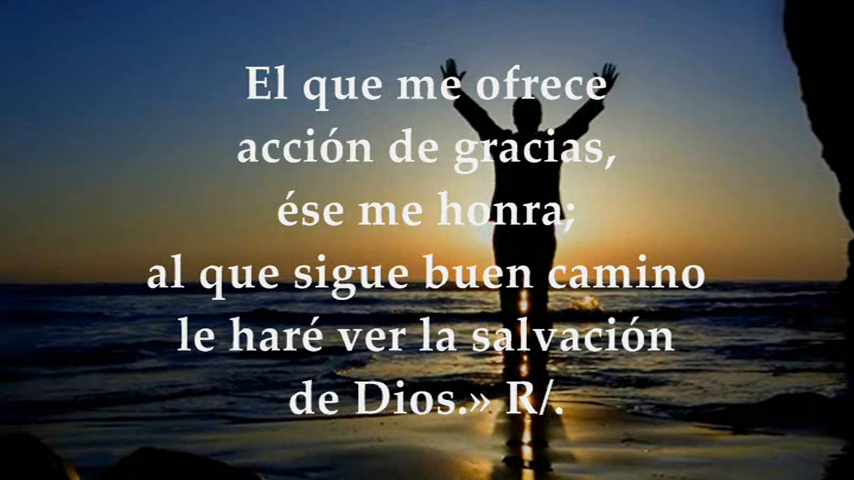 El que me ofrece
acción de gracias,
ése me honra;
al que sigue buen camino
le haré ver la salvación
de Dios.» R/.